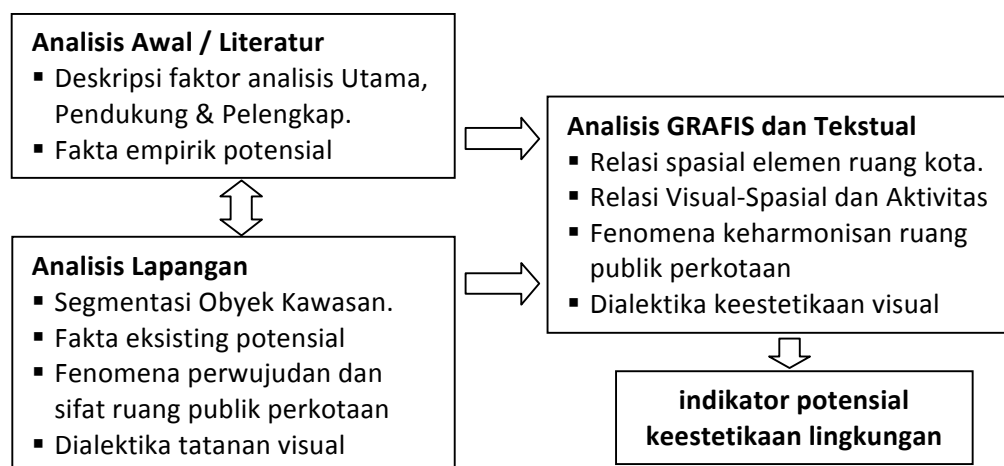 Analisis Awal / Literatur
▪ Deskripsi faktor analisis Utama,
Pendukung & Pelengkap.
▪ Fakta empirik potensial
Analisis Lapangan
▪ Segmentasi Obyek Kawasan.
▪ Fakta eksisting potensial
▪ Fenomena perwujudan dan
sifat ruang publik perkotaan
▪ Dialektika tatanan visual
Analisis GRAFIS dan Tekstual
▪ Relasi spasial elemen ruang kota.
▪ Relasi Visual-Spasial dan Aktivitas
▪ Fenomena keharmonisan ruang
publik perkotaan
▪ Dialektika keestetikaan visual
indikator potensial
keestetikaan lingkungan